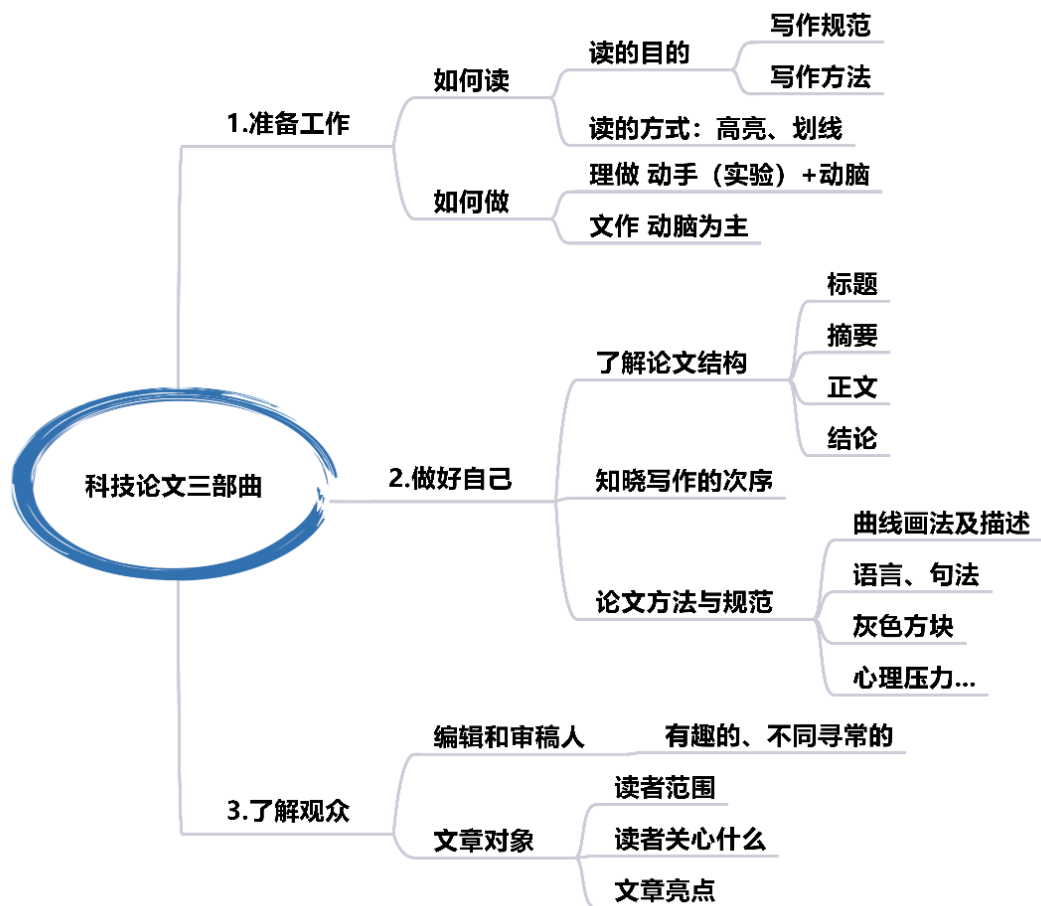 科技论文三部曲
1.准备工作
如何读
读的目的
写作规范
写作方法
读的方式：高亮、划线
如何做
理做 动手（实验）+动脑
文作 动脑为主
2.做好自己
了解论文结构
标题
摘要
正文
结论
知晓写作的次序
论文方法与规范
曲线画法及描述
语言、句法
灰色方块
心理压力...
3.了解观众
编辑和审稿人
有趣的、不同寻常的
文章对象
读者范围
读者关心什么
文章亮点